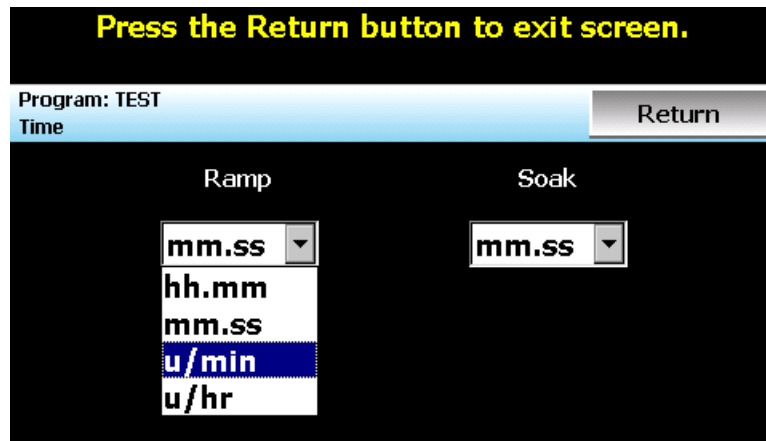 Press the Return button to exit screen.
Program: TEST
Return
Time
Ramp
Soak
mm.ss
mm.ss
hh.mm
mm.ss
u/min
u/hr